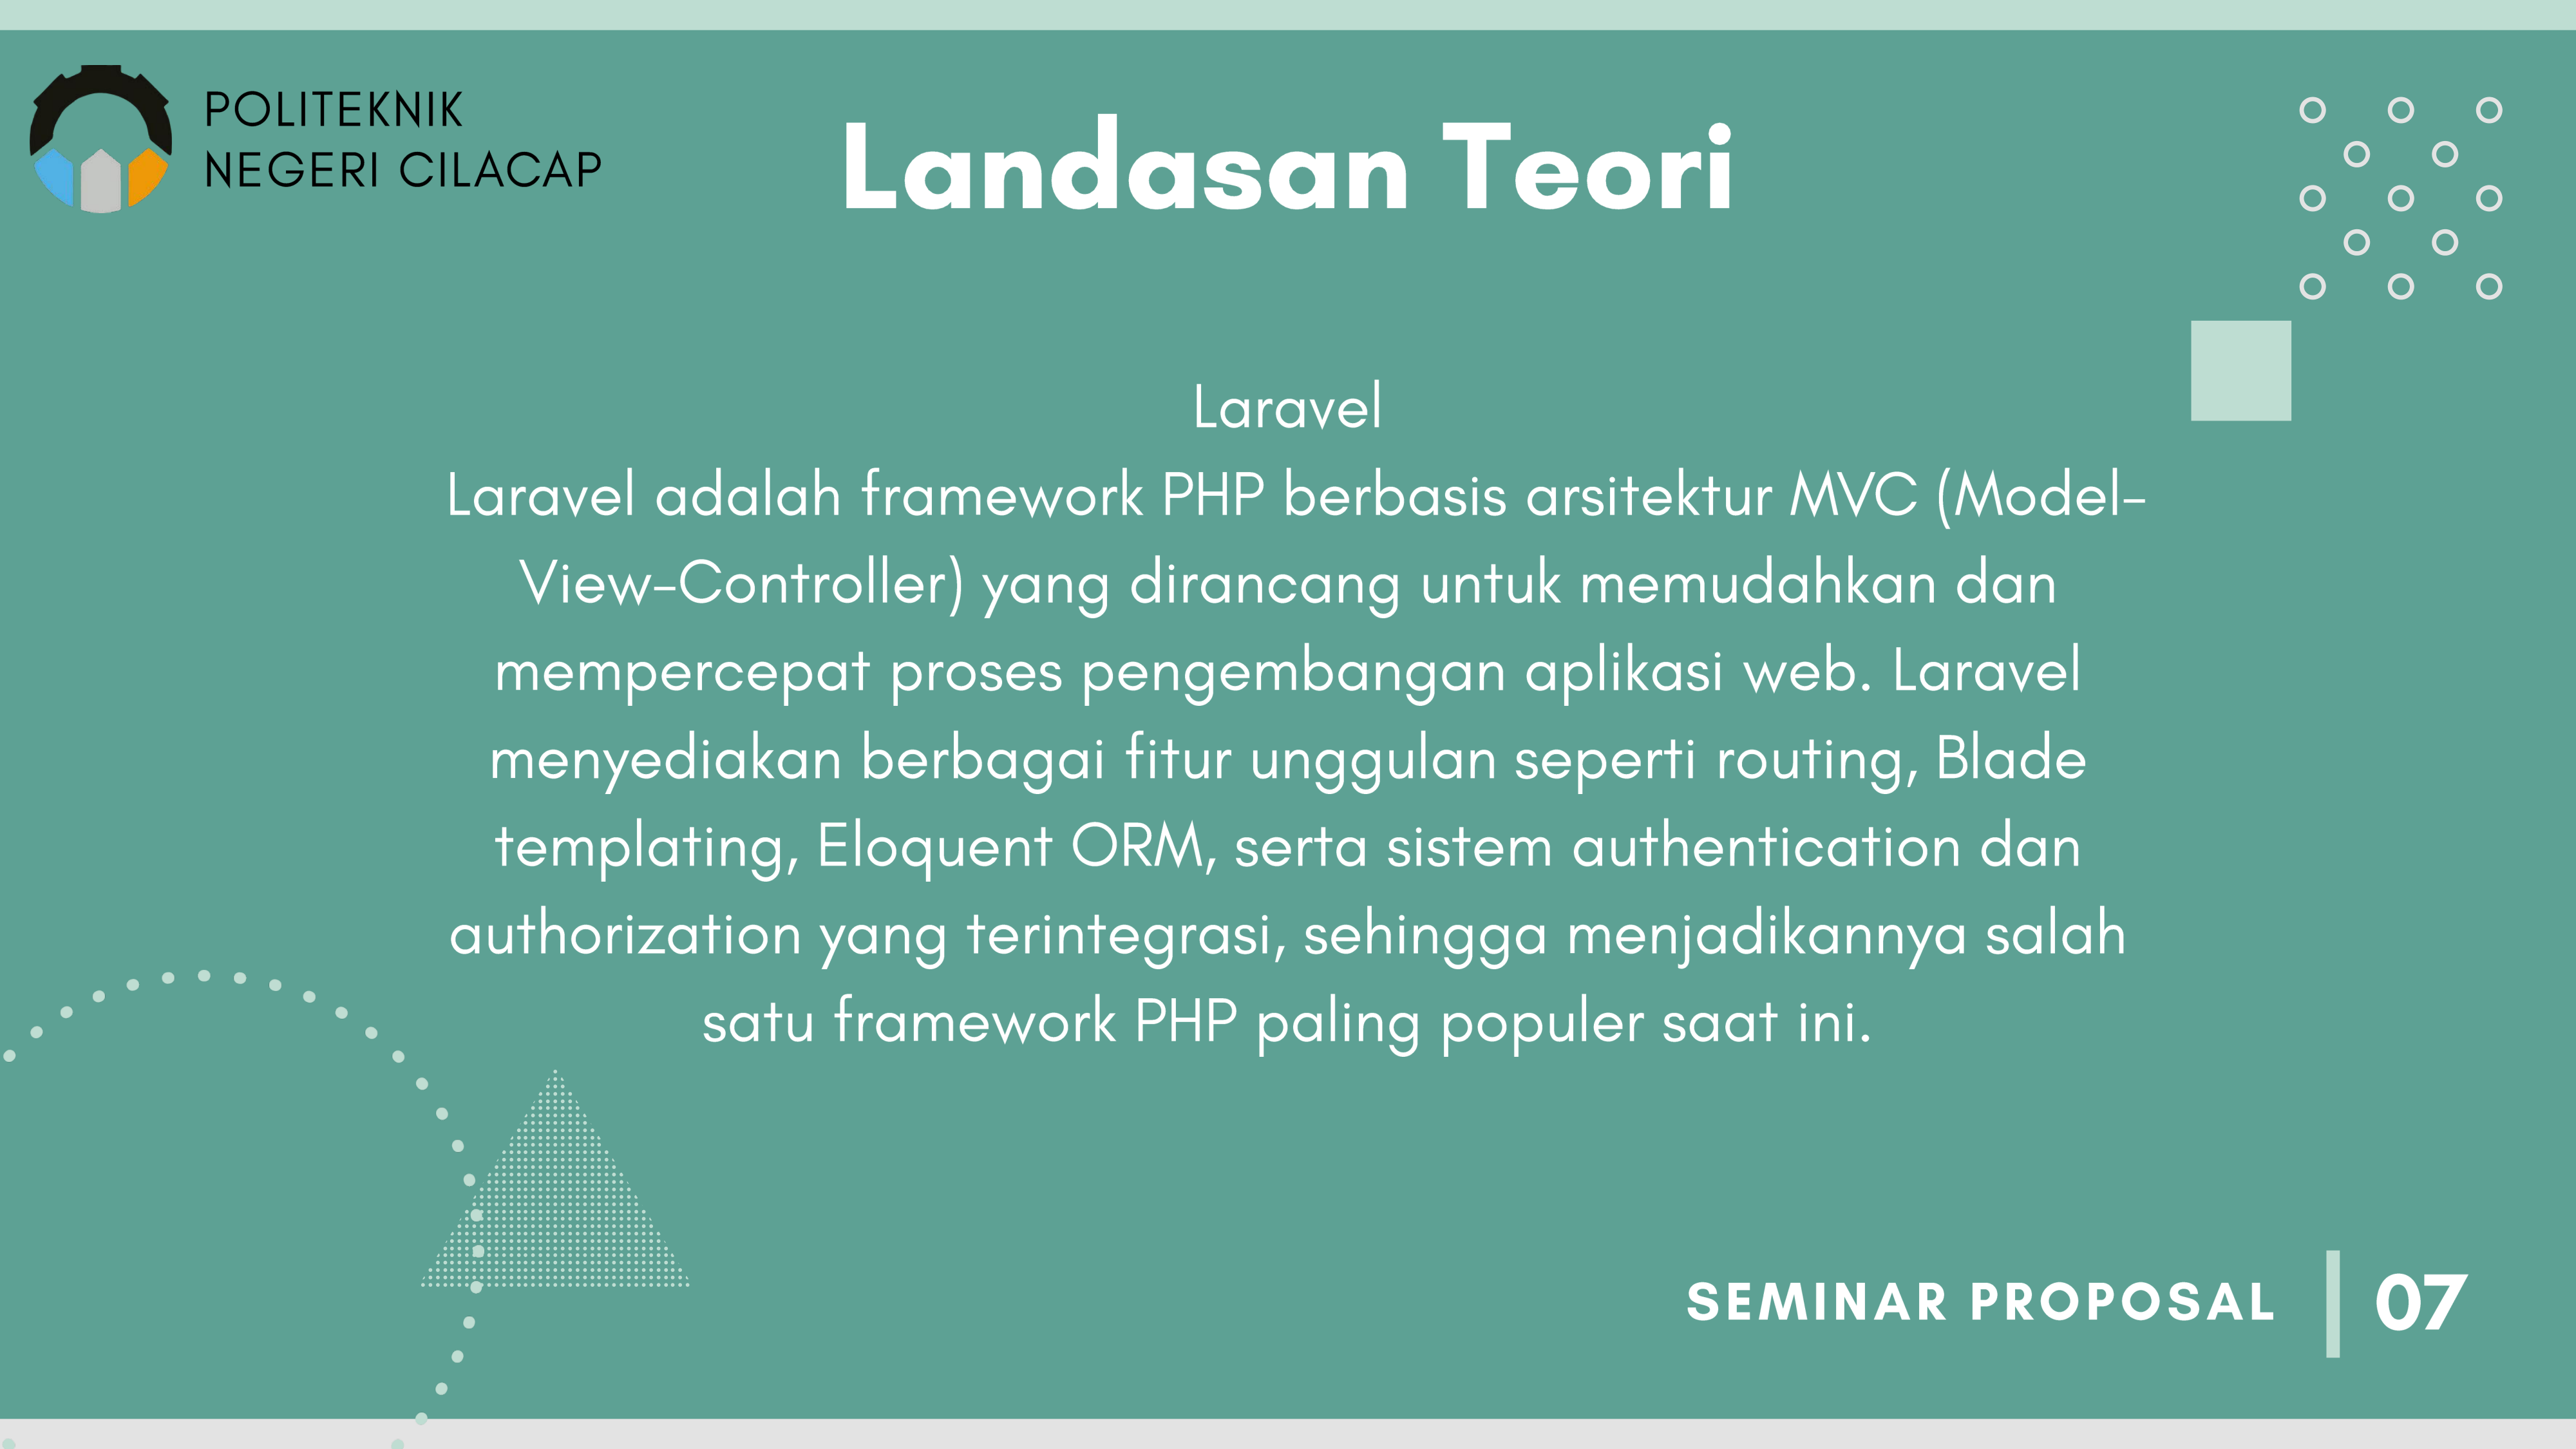 POLITEKNIK
NEGERI CILACAP
Landasan Teori
Laravel
Laravel adalah framework PHP berbasis arsitektur MVC (Model-
View-Controller) yang dirancang untuk memudahkan dan
mempercepat proses pengembangan aplikasi web. Laravel
menyediakan berbagai fitur unggulan seperti routing, Blade
templating, Eloquent ORM, serta sistem authentication dan
authorization yang terintegrasi, sehingga menjadikannya salah
satu framework PHP paling populer saat ini.
SEMINAR PROPOSAL
07